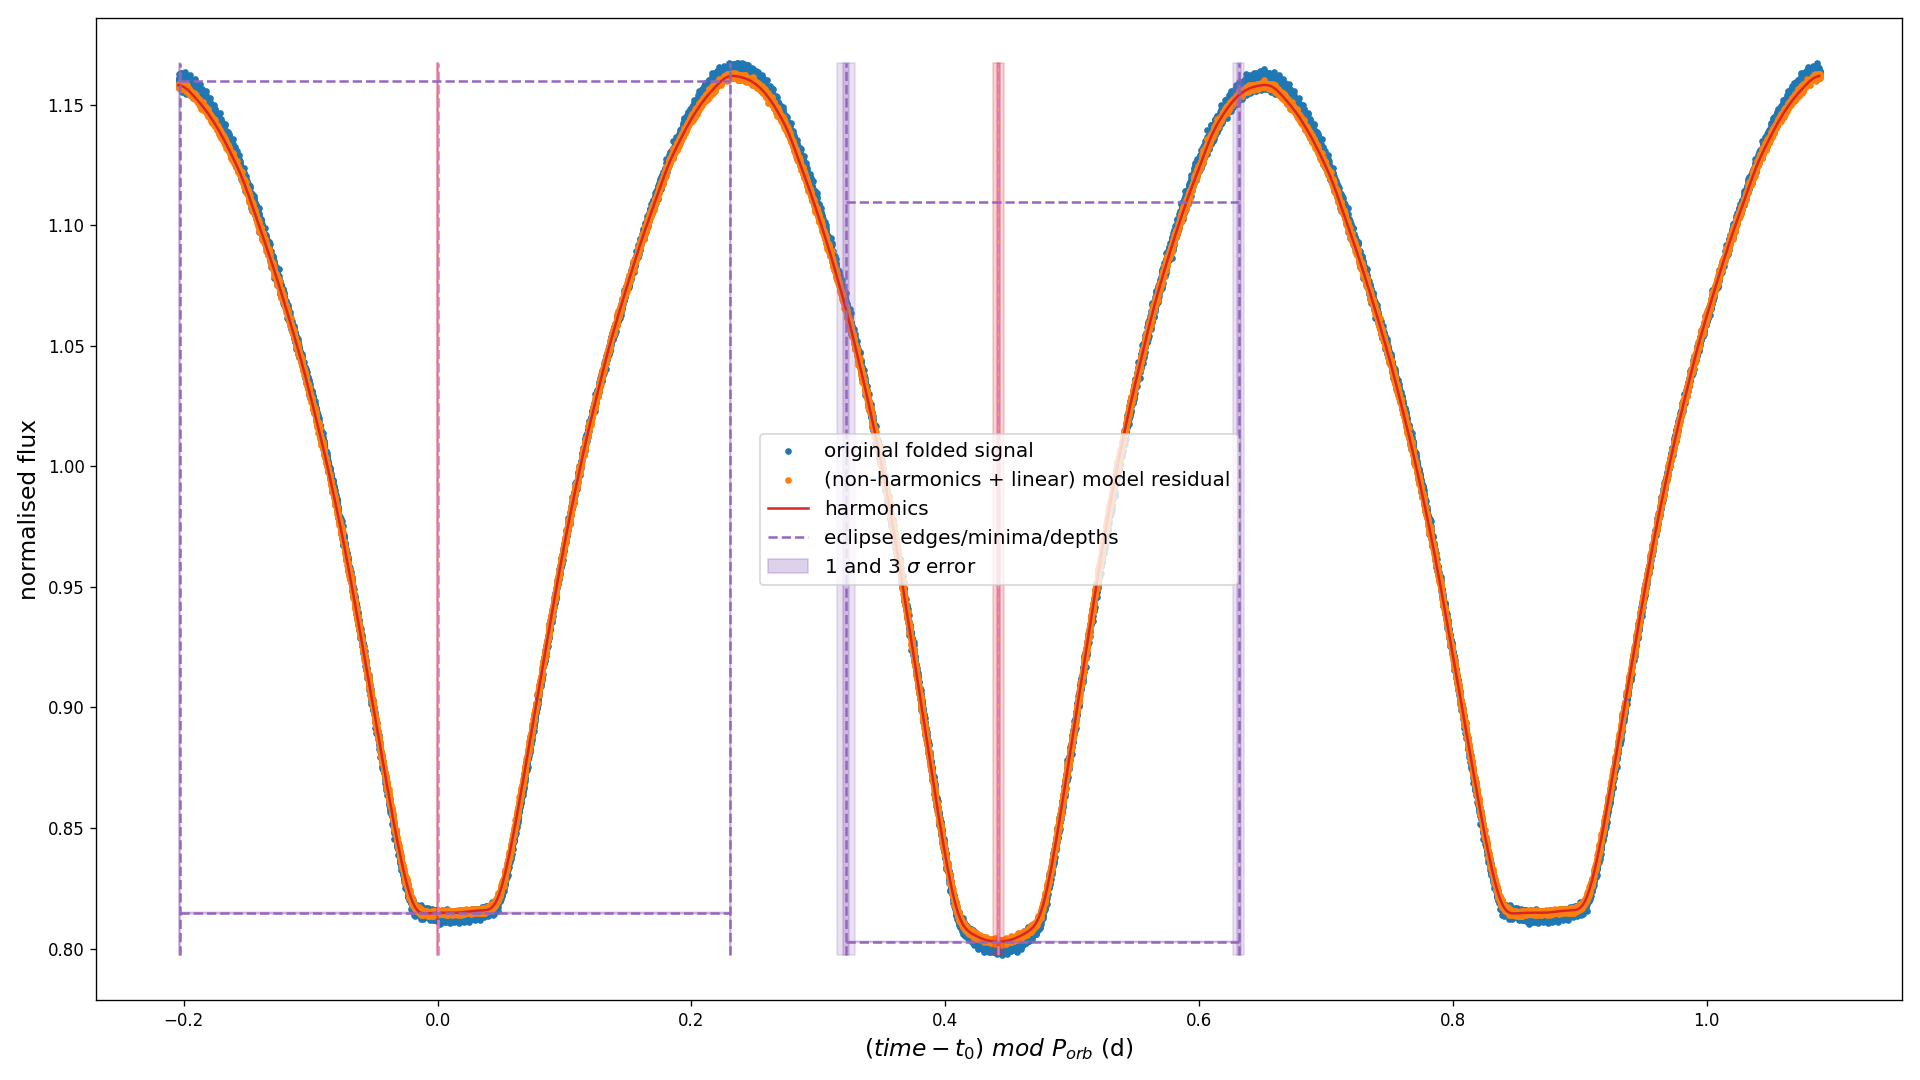 normalised flux
1.15
1.10
1.05
1.00
0.95
0.90
0.85
0.80
original folded signal
(non-harmonics + linear) model residual
harmonics
eclipse edges/minima/depths
1 and 3 σ error
−0.2 0.0 0.2 0.4 0.6 0.8 1.0
(time − t₀) mod Pₒᵣb (d)